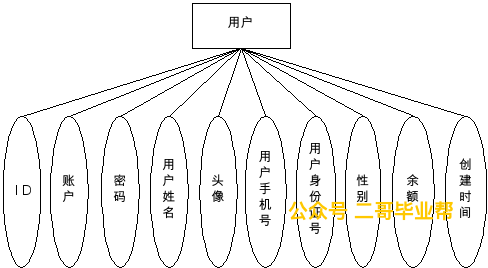 用户
ID
账户
密码
用户姓名
头像
用户手机号
用户身份证号
性别
余额
创建时间
公众号 二哥毕业帮